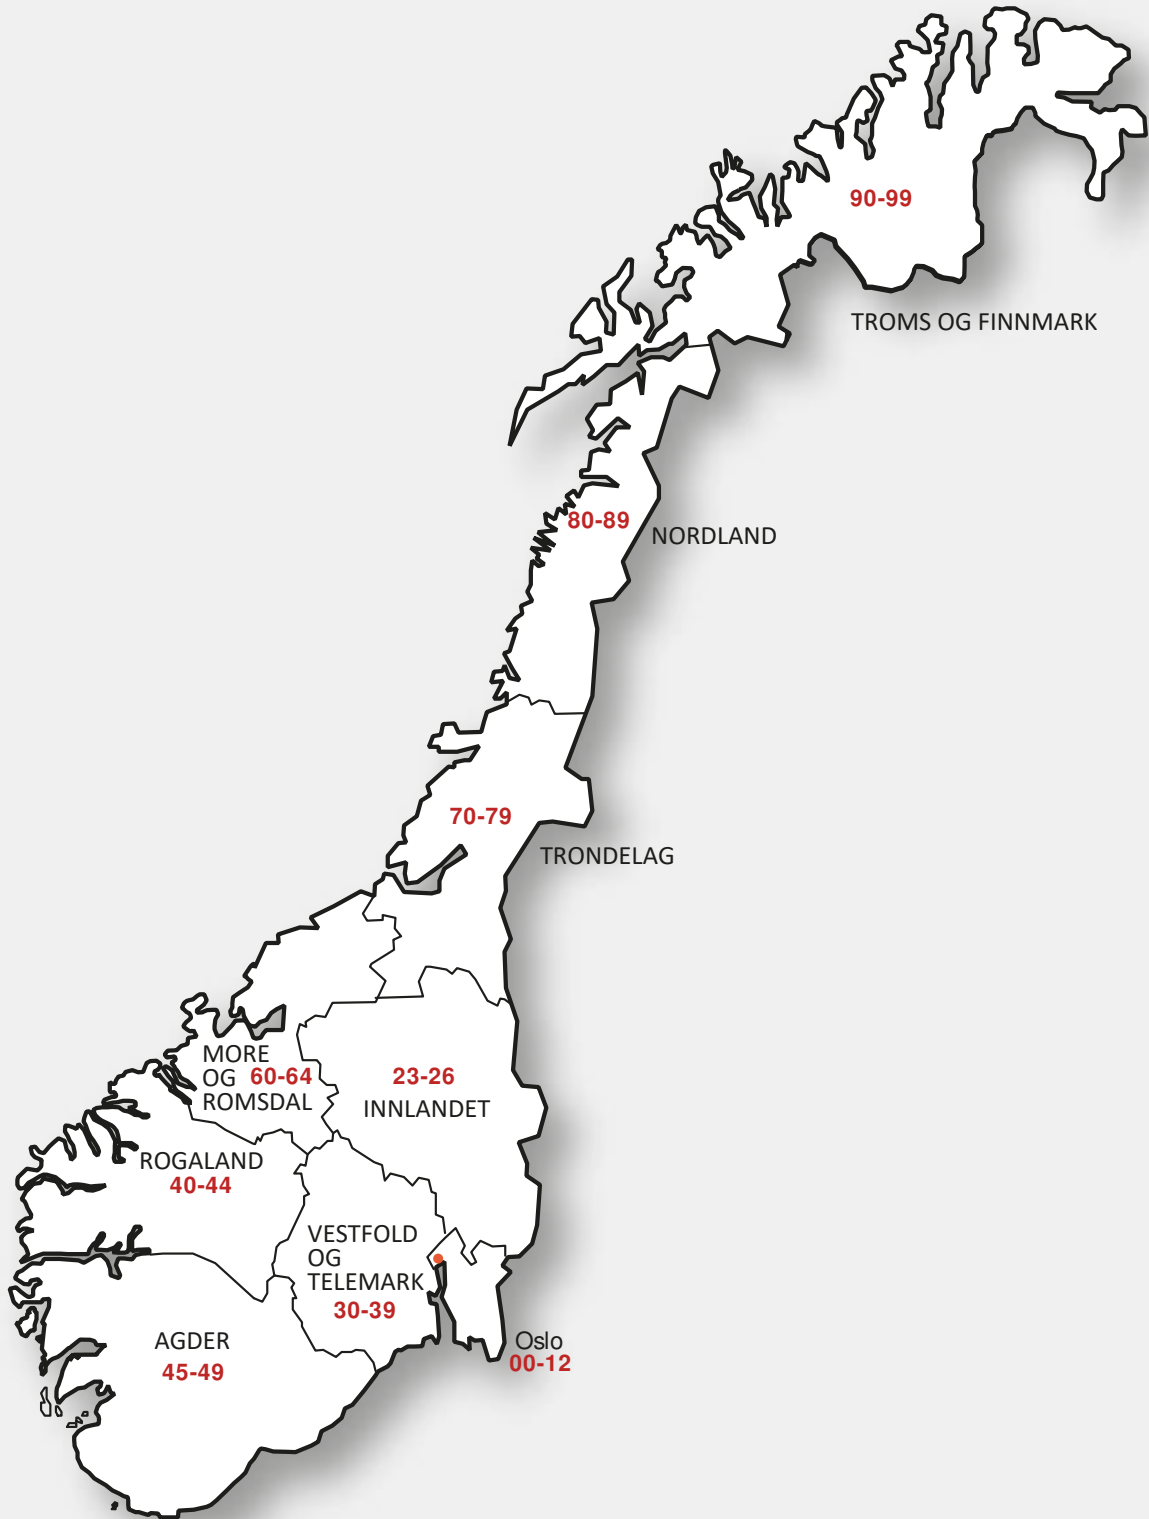 90-99
TROMS OG FINNMARK
80-89
NORDLAND
70-79
TRONDELAG
MORE
OG 60-64
ROMSDAL
23-26
INNLANDET
ROGALAND
40-44
VESTFOLD
OG
TELEMARK
30-39
AGDER
45-49
Oslo
00-12